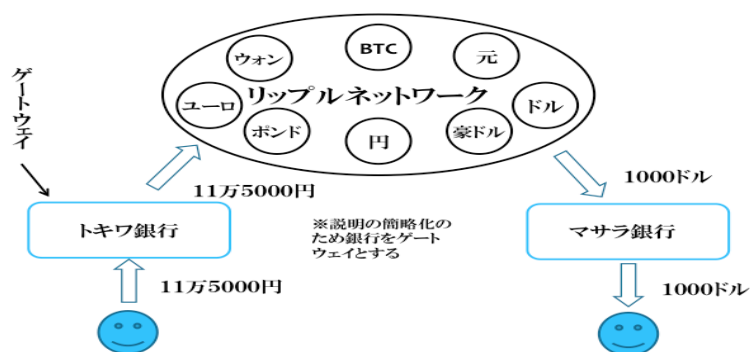 ウォン
BTC
元
ユーロ
リップルネットワーク
ドル
ポンド
円
豪ドル
ゲートウェイ
11万5000円
1000ドル
トキワ銀行
※説明の簡略化の
ため銀行をゲート
ウェイとする
マサラ銀行
11万5000円
1000ドル